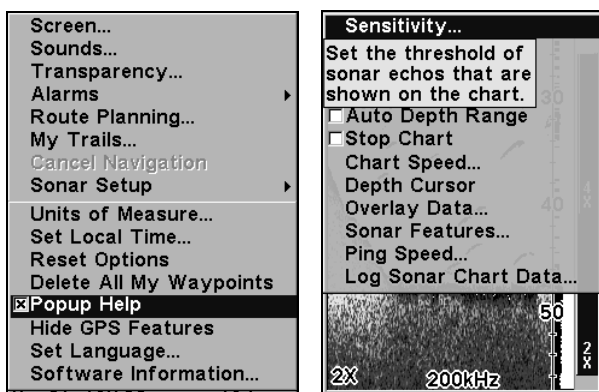 Screen...
Sounds...
Transparency...
Alarms
Route Planning...
My Trails...
Cancel Navigation
Sonar Setup
Units of Measure...
Set Local Time...
Reset Options
Delete All My Waypoints
Popup Help
Hide GPS Features
Set Language...
Software Information...
Sensitivity...
Set the threshold of
sonar echos that are
shown on the chart.
30
Auto Depth Range
Stop Chart
Chart Speed...
Depth Cursor
4X
Overlay Data...
40
Sonar Features...
Ping Speed...
Log Sonar Chart Data...
50
2X
2X
200kHz